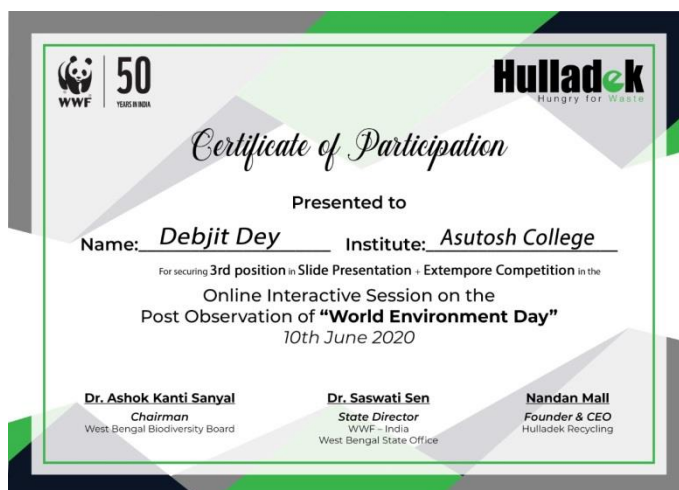 WWF
50
YEARS IN INDIA
Hulladek
Hungry for Waste
Certificate of Participation
Presented to
Name: Debjit Dey Institute: Asutosh College
For securing 3rd position in Slide Presentation + Extempore Competition in the
Online Interactive Session on the
Post Observation of “World Environment Day”
10th June 2020
Dr. Ashok Kanti Sanyal
Chairman
West Bengal Biodiversity Board
Dr. Saswati Sen
State Director
WWF – India
West Bengal State Office
Nandan Mall
Founder & CEO
Hulladek Recycling